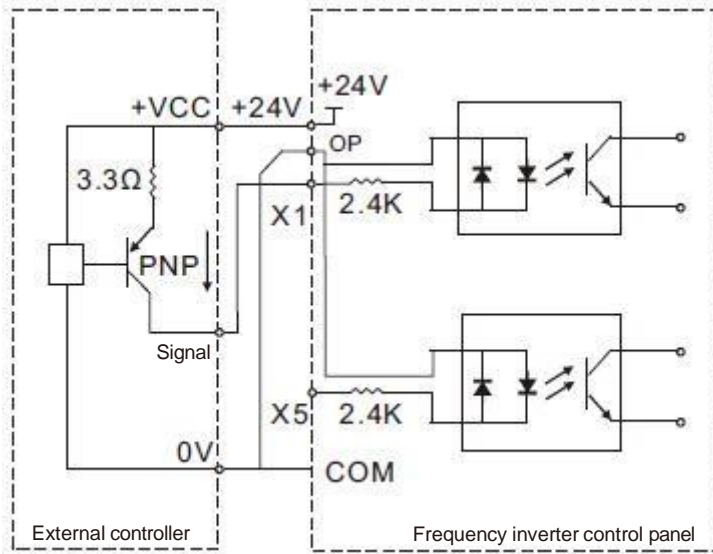 +24V
+VCC
+24V
OP
3.3Ω
X1
2.4K
PNP
Signal
X5
2.4K
0V
COM
External controller
Frequency inverter control panel